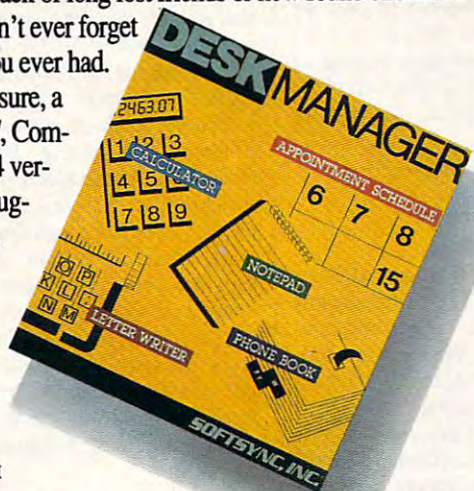 n't ever forget
u ever had.
sure, a
, Com-
ver-
ug-
DESK MANAGER
2463.07
1 2 3
4 5 6
7 8 9
CALCULATOR
APPOINTMENT SCHEDULE
6 7 8
15
NOTEPAD
O P
K L
N M
LETTER WRITER
PHONE BOOK
SOFTSYNC, INC.